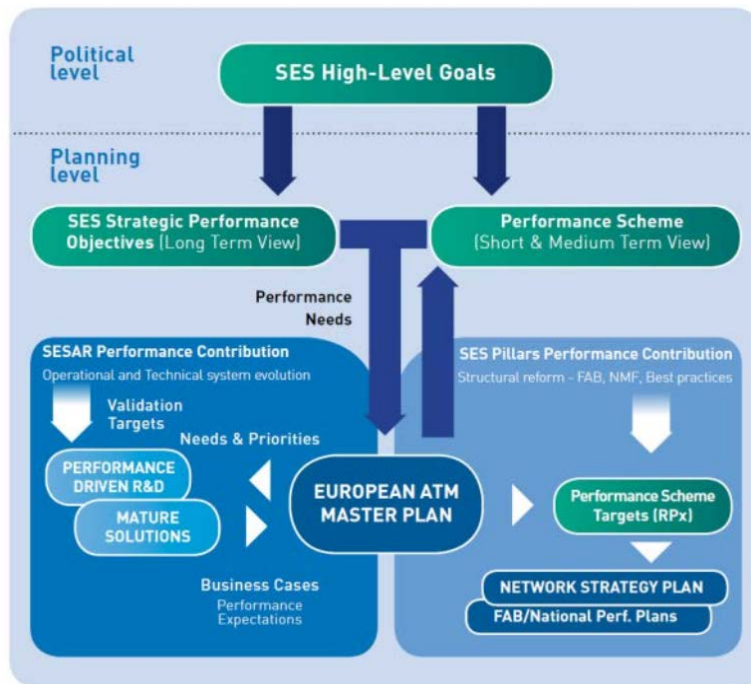 Political
level
SES High-Level Goals
Planning
level
SES Strategic Performance
Objectives (Long Term View)
Performance Scheme
(Short & Medium Term View)
Performance
Needs
SESAR Performance Contribution
Operational and Technical system evolution
SES Pillars Performance Contribution
Structural reform - FAB, NMF, Best practices
Validation
Targets
Needs & Priorities
PERFORMANCE
DRIVEN R&D
MATURE
SOLUTIONS
EUROPEAN ATM
MASTER PLAN
Performance Scheme
Targets (RPx)
Business Cases
Performance
Expectations
NETWORK STRATEGY PLAN
FAB/National Perf. Plans